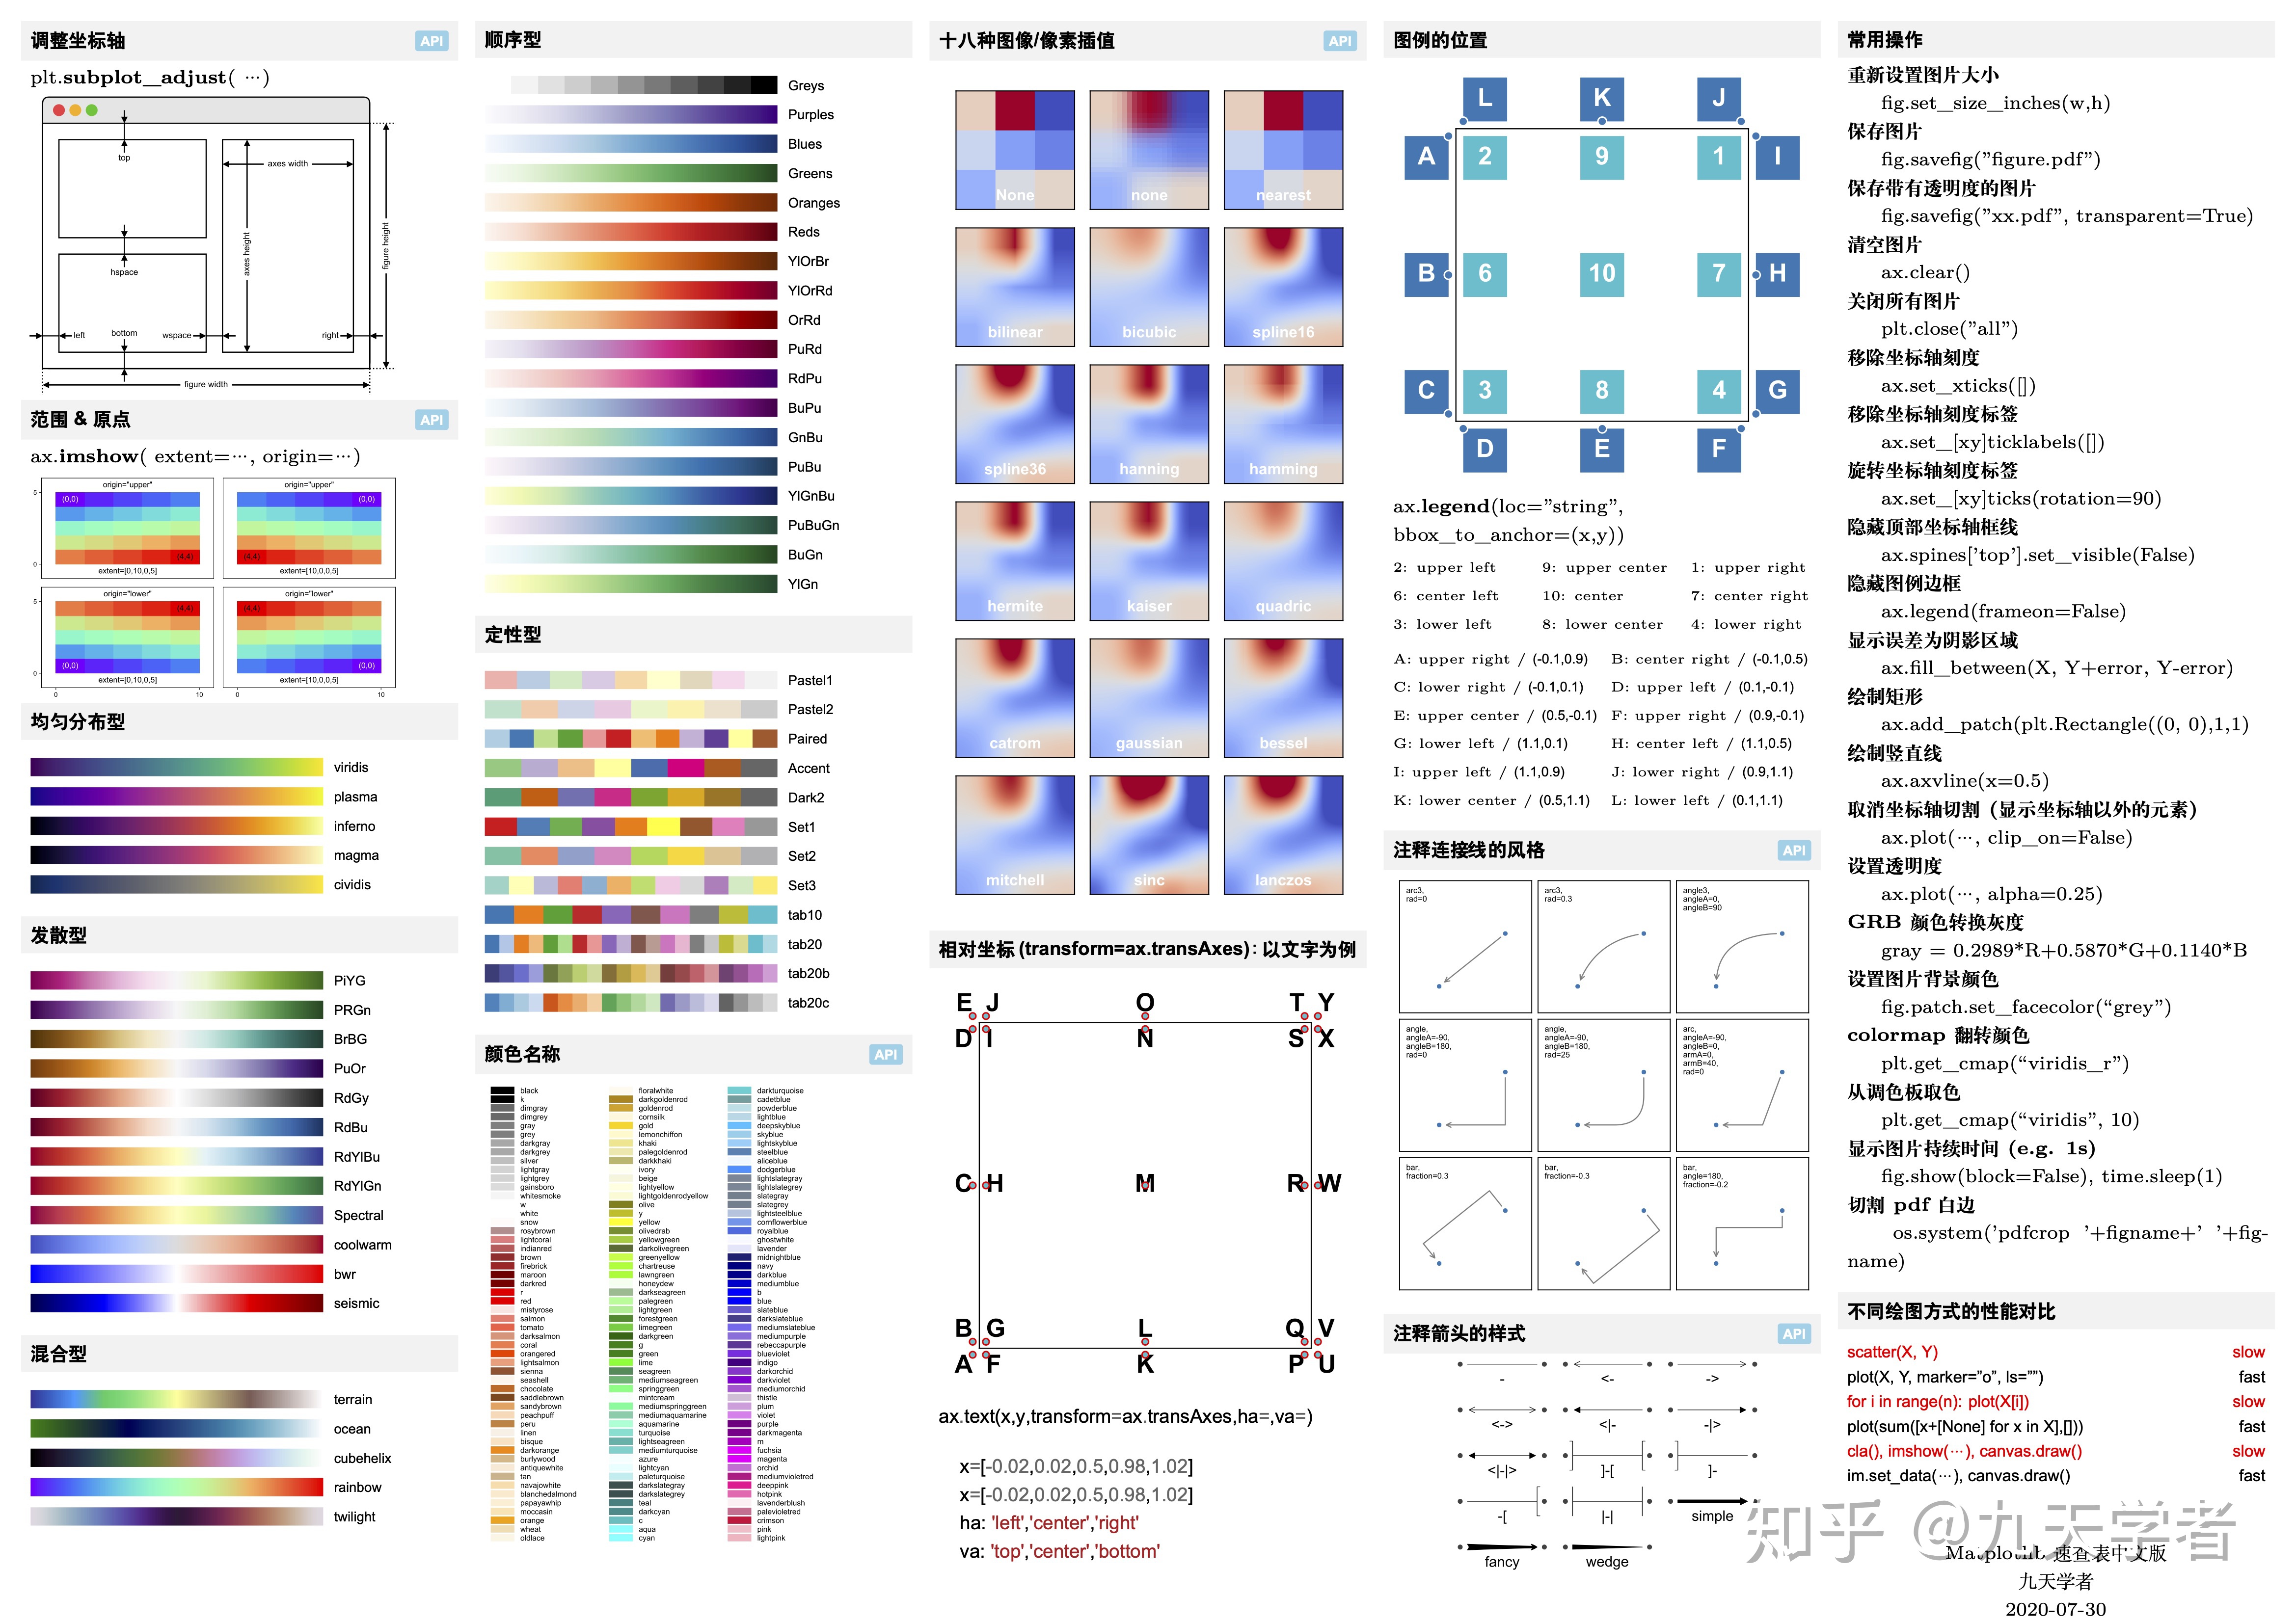 调整坐标轴
API
plt.subplot_adjust( ⋯)
top
axes width
axes height
figure height
hspace
left
bottom
wspace
right
figure width
范围 & 原点
API
ax.imshow( extent=⋯, origin=⋯)
origin="upper"
origin="upper"
5
(0,0)
(0,0)
(4,4)
(4,4)
0
extent=[0,10,0,5]
extent=[10,0,0,5]
origin="lower"
origin="lower"
5
(4,4)
(4,4)
(0,0)
(0,0)
0
extent=[0,10,0,5]
extent=[10,0,0,5]
0
10
0
10
均匀分布型
viridis
plasma
inferno
magma
cividis
发散型
PiYG
PRGn
BrBG
PuOr
RdGy
RdBu
RdYlBu
RdYlGn
Spectral
coolwarm
bwr
seismic
混合型
terrain
ocean
cubehelix
rainbow
twilight
顺序型
Greys
Purples
Blues
Greens
Oranges
Reds
YlOrBr
YlOrRd
OrRd
PuRd
RdPu
BuPu
GnBu
PuBu
YlGnBu
PuBuGn
BuGn
YlGn
定性型
Pastel1
Pastel2
Paired
Accent
Dark2
Set1
Set2
Set3
tab10
tab20
tab20b
tab20c
颜色名称
API
black
k
dimgray
dimgrey
gray
grey
darkgray
darkgrey
silver
lightgray
lightgrey
gainsboro
whitesmoke
w
white
snow
rosybrown
lightcoral
indianred
brown
firebrick
maroon
darkred
r
red
mistyrose
salmon
tomato
darksalmon
coral
orangered
lightsalmon
sienna
seashell
chocolate
saddlebrown
sandybrown
peachpuff
peru
linen
bisque
darkorange
burlywood
antiquewhite
tan
navajowhite
blanchedalmond
papayawhip
moccasin
orange
wheat
oldlace
floralwhite
darkgoldenrod
goldenrod
cornsilk
gold
lemonchiffon
khaki
palegoldenrod
darkkhaki
ivory
beige
lightyellow
lightgoldenrodyellow
olive
y
yellow
olivedrab
yellowgreen
darkolivegreen
greenyellow
chartreuse
lawngreen
honeydew
darkseagreen
palegreen
lightgreen
forestgreen
limegreen
darkgreen
g
green
lime
seagreen
mediumseagreen
springgreen
mintcream
mediumspringgreen
mediumaquamarine
aquamarine
turquoise
lightseagreen
mediumturquoise
azure
lightcyan
paleturquoise
darkslategray
darkslategrey
teal
darkcyan
c
aqua
cyan
darkturquoise
cadetblue
powderblue
lightblue
deepskyblue
skyblue
lightskyblue
steelblue
aliceblue
dodgerblue
lightslategray
lightslategrey
slategray
slategrey
lightsteelblue
cornflowerblue
royalblue
ghostwhite
lavender
midnightblue
navy
darkblue
mediumblue
b
blue
slateblue
darkslateblue
mediumslateblue
mediumpurple
rebeccapurple
blueviolet
indigo
darkorchid
darkviolet
mediumorchid
thistle
plum
violet
purple
darkmagenta
m
fuchsia
magenta
orchid
mediumvioletred
deeppink
hotpink
lavenderblush
palevioletred
crimson
pink
lightpink
十八种图像/像素插值
API
None
none
nearest
bilinear
bicubic
spline16
spline36
hanning
hamming
hermite
kaiser
quadric
catrom
gaussian
bessel
mitchell
sinc
lanczos
相对坐标 (transform=ax.transAxes): 以文字为例
E J O T Y
D I N S X
C H M R W
B G L Q V
A F K P U
ax.text(x,y,transform=ax.transAxes,ha=,va=)
x=[-0.02,0.02,0.5,0.98,1.02]
x=[-0.02,0.02,0.5,0.98,1.02]
ha: 'left','center','right'
va: 'top','center','bottom'
图例的位置
L K J
A 2 9 1 I
B 6 10 7 H
C 3 8 4 G
D E F
ax.legend(loc=”string”,
bbox_to_anchor=(x,y))
2: upper left 9: upper center 1: upper right
6: center left 10: center 7: center right
3: lower left 8: lower center 4: lower right
A: upper right / (-0.1,0.9) B: center right / (-0.1,0.5)
C: lower right / (-0.1,0.1) D: upper left / (0.1,-0.1)
E: upper center / (0.5,-0.1) F: upper right / (0.9,-0.1)
G: lower left / (1.1,0.1) H: center left / (1.1,0.5)
I: upper left / (1.1,0.9) J: lower right / (0.9,1.1)
K: lower center / (0.5,1.1) L: lower left / (0.1,1.1)
注释连接线的风格
API
arc3,
rad=0
arc3,
rad=0.3
angle3,
angleA=0,
angleB=90
angle,
angleA=-90,
angleB=180,
rad=0
angle,
angleA=-90,
angleB=180,
rad=25
arc,
angleA=-90,
angleB=0,
armA=0,
armB=40,
rad=0
bar,
fraction=0.3
bar,
fraction=-0.3
bar,
angle=180,
fraction=-0.2
注释箭头的样式
API
- <- ->
<-> <|- -|>
<|-|> ]-[ ]-
-[ |-| simple
fancy wedge
常用操作
重新设置图片大小
fig.set_size_inches(w,h)
保存图片
fig.savefig(”figure.pdf”)
保存带有透明度的图片
fig.savefig(”xx.pdf”, transparent=True)
清空图片
ax.clear()
关闭所有图片
plt.close(”all”)
移除坐标轴刻度
ax.set_xticks([])
移除坐标轴刻度标签
ax.set_[xy]ticklabels([])
旋转坐标轴刻度标签
ax.set_[xy]ticks(rotation=90)
隐藏顶部坐标轴框线
ax.spines[’top’].set_visible(False)
隐藏图例边框
ax.legend(frameon=False)
显示误差为阴影区域
ax.fill_between(X, Y+error, Y-error)
绘制矩形
ax.add_patch(plt.Rectangle((0, 0),1,1)
绘制竖直线
ax.axvline(x=0.5)
取消坐标轴切割（显示坐标轴以外的元素）
ax.plot(⋯, clip_on=False)
设置透明度
ax.plot(⋯, alpha=0.25)
GRB 颜色转换灰度
gray = 0.2989*R+0.5870*G+0.1140*B
设置图片背景颜色
fig.patch.set_facecolor(“grey”)
colormap 翻转颜色
plt.get_cmap(“viridis_r”)
从调色板取色
plt.get_cmap(“viridis”, 10)
显示图片持续时间 (e.g. 1s)
fig.show(block=False), time.sleep(1)
切割 pdf 白边
os.system(’pdfcrop ’+figname+’ ’+fig-
name)
不同绘图方式的性能对比
scatter(X, Y) slow
plot(X, Y, marker=”o”, ls=””) fast
for i in range(n): plot(X[i]) slow
plot(sum([x+[None] for x in X],[])) fast
cla(), imshow(⋯), canvas.draw() slow
im.set_data(⋯), canvas.draw() fast
知乎 @九天学者
Matplotlib 速查表中文版
九天学者
2020-07-30